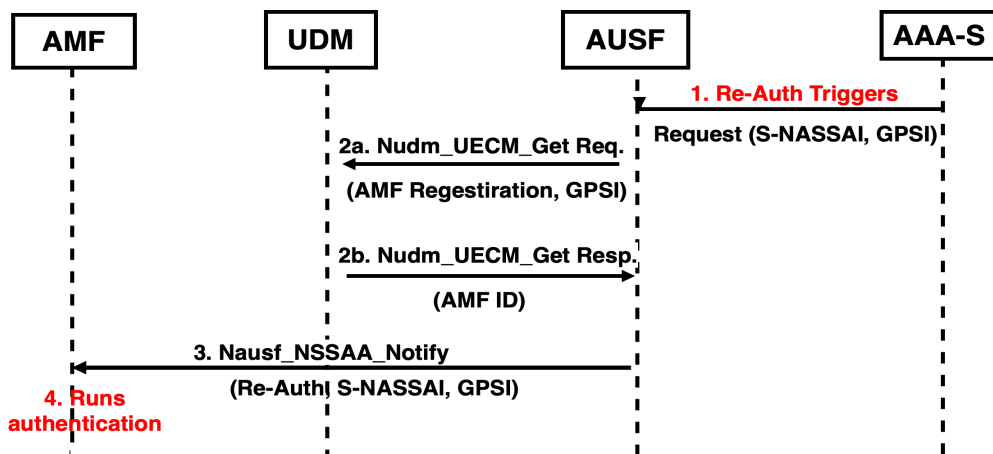 AMF
UDM
AUSF
AAA-S
1. Re-Auth Triggers
Request (S-NASSAI, GPSI)
2a. Nudm_UECM_Get Req.
(AMF Regestiration, GPSI)
2b. Nudm_UECM_Get Resp.
(AMF ID)
3. Nausf_NSSAA_Notify
(Re-Auth, S-NASSAI, GPSI)
4. Runs
authentication